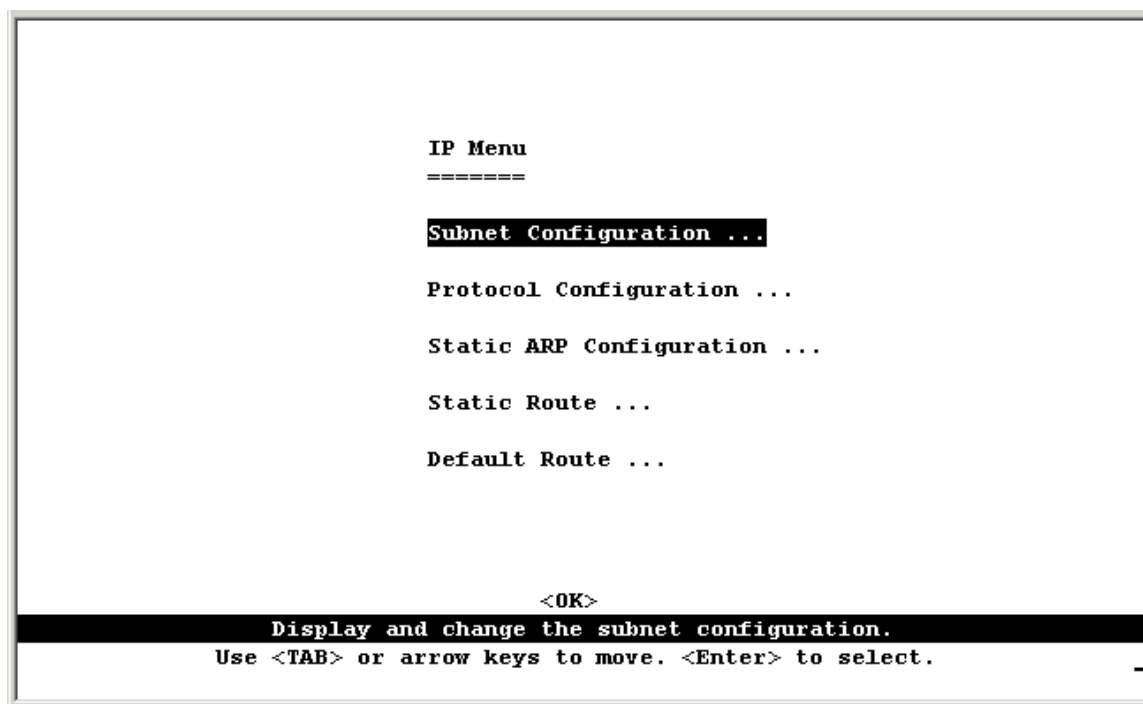 IP Menu
=======
Subnet Configuration ...
Protocol Configuration ...
Static ARP Configuration ...
Static Route ...
Default Route ...
<OK>
Display and change the subnet configuration.
Use <TAB> or arrow keys to move. <Enter> to select.